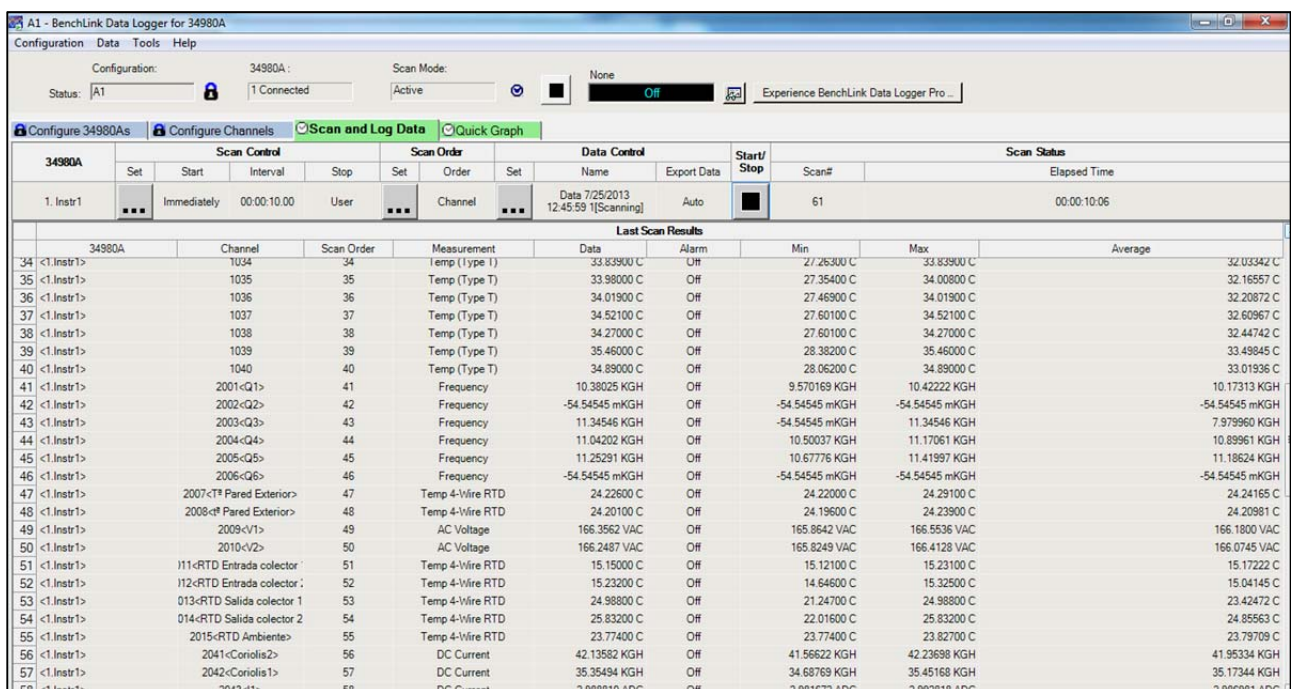 A1 - BenchLink Data Logger for 34980A
Configuration Data Tools Help
Configuration: 34980A : Scan Mode: None
Status: A1 1 Connected Active Off Experience BenchLink Data Logger Pro ...
Configure 34980As Configure Channels Scan and Log Data Quick Graph
34980A Scan Control Scan Order Data Control Start/Stop Scan Status
Set Start Interval Stop Set Order Set Name Export Data Scan# Elapsed Time
1. Instr1 ... Immediately 00:00:10.00 User ... Channel ... Data 7/25/2013 12:45:59 1[Scanning] Auto 61 00:00:10:06
Last Scan Results
34980A Channel Scan Order Measurement Data Alarm Min Max Average
34 <1.Instr1> 1034 34 Temp (Type T) 33.83900 C Off 27.26300 C 33.83900 C 32.03342 C
35 <1.Instr1> 1035 35 Temp (Type T) 33.98000 C Off 27.35400 C 34.00800 C 32.16557 C
36 <1.Instr1> 1036 36 Temp (Type T) 34.01900 C Off 27.46900 C 34.01900 C 32.20872 C
37 <1.Instr1> 1037 37 Temp (Type T) 34.52100 C Off 27.60100 C 34.52100 C 32.60967 C
38 <1.Instr1> 1038 38 Temp (Type T) 34.27000 C Off 27.60100 C 34.27000 C 32.44742 C
39 <1.Instr1> 1039 39 Temp (Type T) 35.46000 C Off 28.38200 C 35.46000 C 33.49845 C
40 <1.Instr1> 1040 40 Temp (Type T) 34.89000 C Off 28.06200 C 34.89000 C 33.01936 C
41 <1.Instr1> 2001<Q1> 41 Frequency 10.38025 KGH Off 9.570169 KGH 10.42222 KGH 10.17313 KGH
42 <1.Instr1> 2002<Q2> 42 Frequency -54.54545 mKGH Off -54.54545 mKGH -54.54545 mKGH -54.54545 mKGH
43 <1.Instr1> 2003<Q3> 43 Frequency 11.34546 KGH Off -54.54545 mKGH 11.34546 KGH 7.979960 KGH
44 <1.Instr1> 2004<Q4> 44 Frequency 11.04202 KGH Off 10.50037 KGH 11.17061 KGH 10.89961 KGH
45 <1.Instr1> 2005<Q5> 45 Frequency 11.25291 KGH Off 10.67776 KGH 11.41997 KGH 11.18624 KGH
46 <1.Instr1> 2006<Q6> 46 Frequency -54.54545 mKGH Off -54.54545 mKGH -54.54545 mKGH -54.54545 mKGH
47 <1.Instr1> 2007<Tª Pared Exterior> 47 Temp 4-Wire RTD 24.22600 C Off 24.22000 C 24.29100 C 24.24165 C
48 <1.Instr1> 2008<tª Pared Exterior> 48 Temp 4-Wire RTD 24.20100 C Off 24.19600 C 24.23900 C 24.20981 C
49 <1.Instr1> 2009<V1> 49 AC Voltage 166.3562 VAC Off 165.8642 VAC 166.5536 VAC 166.1800 VAC
50 <1.Instr1> 2010<V2> 50 AC Voltage 166.2487 VAC Off 165.8249 VAC 166.4128 VAC 166.0745 VAC
51 <1.Instr1> )11<RTD Entrada colector 51 Temp 4-Wire RTD 15.15000 C Off 15.12100 C 15.23100 C 15.17222 C
52 <1.Instr1> )12<RTD Entrada colector 52 Temp 4-Wire RTD 15.23200 C Off 14.64600 C 15.32500 C 15.04145 C
53 <1.Instr1> 013<RTD Salida colector 1 53 Temp 4-Wire RTD 24.98800 C Off 21.24700 C 24.98800 C 23.42472 C
54 <1.Instr1> 014<RTD Salida colector 2 54 Temp 4-Wire RTD 25.83200 C Off 22.01600 C 25.83200 C 24.85563 C
55 <1.Instr1> 2015<RTD Ambiente> 55 Temp 4-Wire RTD 23.77400 C Off 23.77400 C 23.82700 C 23.79709 C
56 <1.Instr1> 2041<Coriolis2> 56 DC Current 42.13582 KGH Off 41.56622 KGH 42.23698 KGH 41.95334 KGH
57 <1.Instr1> 2042<Coriolis1> 57 DC Current 35.35494 KGH Off 34.68769 KGH 35.45168 KGH 35.17344 KGH